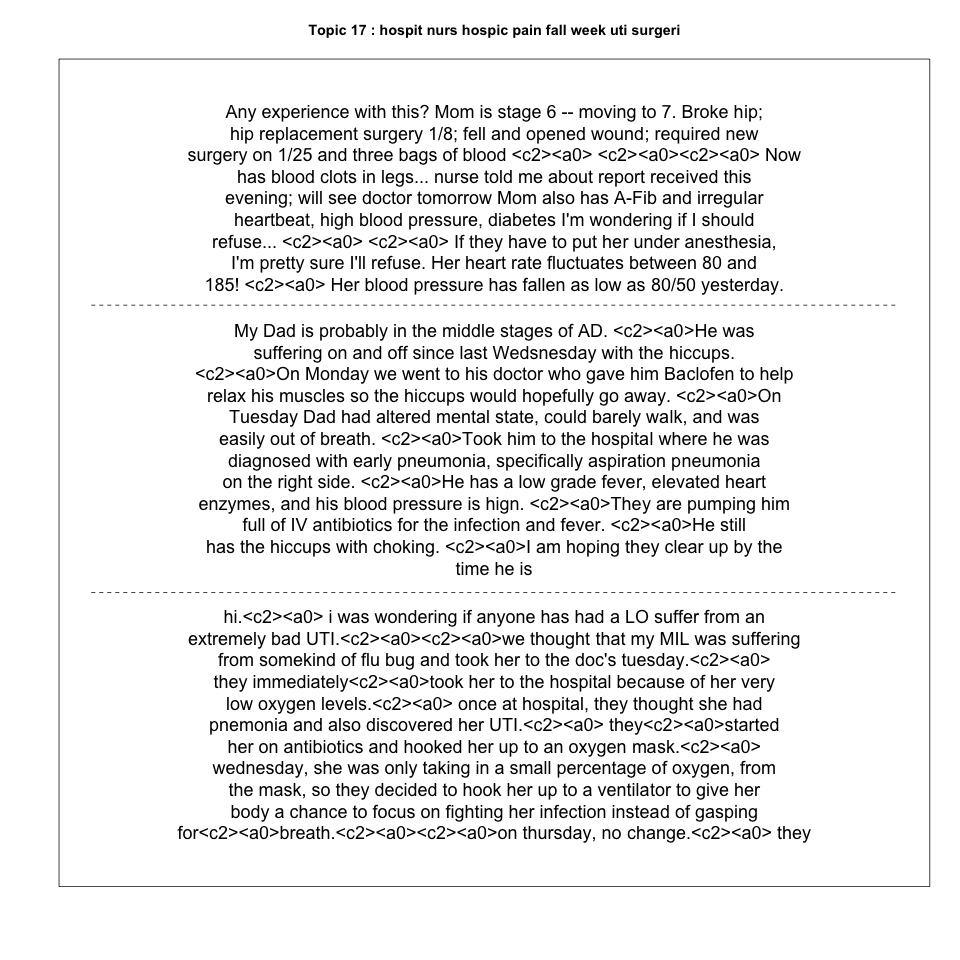 Topic 17 : hospit nurs hospic pain fall week uti surgeri
Any experience with this? Mom is stage 6 -- moving to 7. Broke hip;
hip replacement surgery 1/8; fell and opened wound; required new
surgery on 1/25 and three bags of blood <c2><a0> <c2><a0><c2><a0> Now
has blood clots in legs... nurse told me about report received this
evening; will see doctor tomorrow Mom also has A-Fib and irregular
heartbeat, high blood pressure, diabetes I'm wondering if I should
refuse... <c2><a0> <c2><a0> If they have to put her under anesthesia,
I'm pretty sure I'll refuse. Her heart rate fluctuates between 80 and
185! <c2><a0> Her blood pressure has fallen as low as 80/50 yesterday.
My Dad is probably in the middle stages of AD. <c2><a0>He was
suffering on and off since last Wedsnesday with the hiccups.
<c2><a0>On Monday we went to his doctor who gave him Baclofen to help
relax his muscles so the hiccups would hopefully go away. <c2><a0>On
Tuesday Dad had altered mental state, could barely walk, and was
easily out of breath. <c2><a0>Took him to the hospital where he was
diagnosed with early pneumonia, specifically aspiration pneumonia
on the right side. <c2><a0>He has a low grade fever, elevated heart
enzymes, and his blood pressure is hign. <c2><a0>They are pumping him
full of IV antibiotics for the infection and fever. <c2><a0>He still
has the hiccups with choking. <c2><a0>I am hoping they clear up by the
time he is
hi.<c2><a0> i was wondering if anyone has had a LO suffer from an
extremely bad UTI.<c2><a0><c2><a0>we thought that my MIL was suffering
from somekind of flu bug and took her to the doc's tuesday.<c2><a0>
they immediately<c2><a0>took her to the hospital because of her very
low oxygen levels.<c2><a0> once at hospital, they thought she had
pnemonia and also discovered her UTI.<c2><a0> they<c2><a0>started
her on antibiotics and hooked her up to an oxygen mask.<c2><a0>
wednesday, she was only taking in a small percentage of oxygen, from
the mask, so they decided to hook her up to a ventilator to give her
body a chance to focus on fighting her infection instead of gasping
for<c2><a0>breath.<c2><a0><c2><a0>on thursday, no change.<c2><a0> they